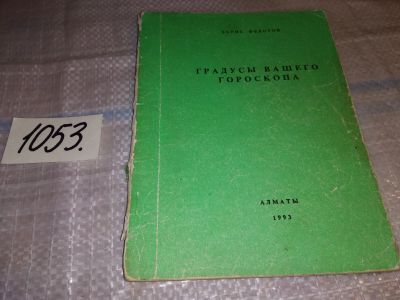 БОРИС ФЕДОТОВ
ГРАДУСЫ ВАШЕГО
ГОРОСКОПА
1053.
АЛМАТЫ
1993